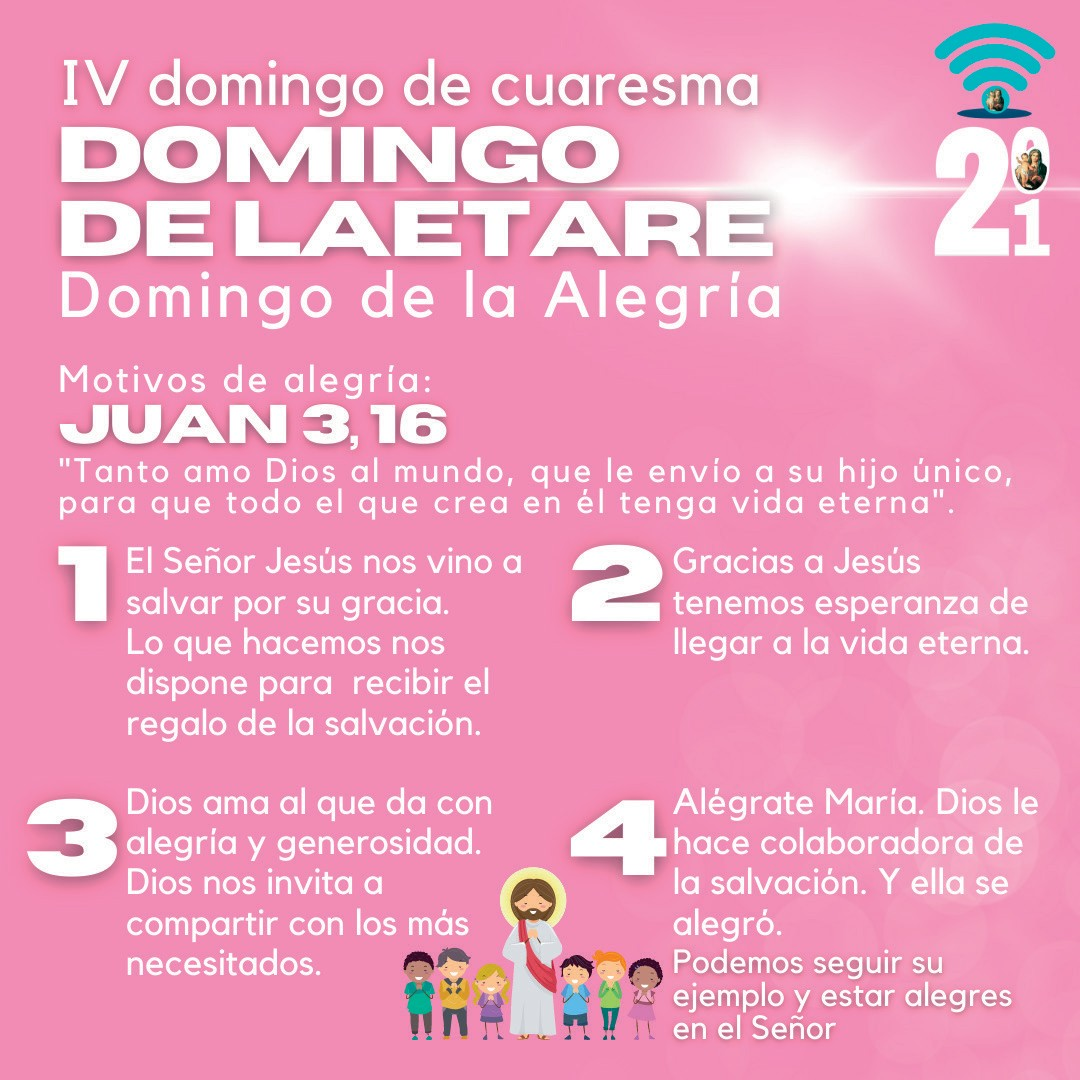 IV domingo de cuaresma
DOMINGO
DE LAETARE
Domingo de la Alegría
2021
Motivos de alegría:
JUAN 3, 16
"Tanto amo Dios al mundo, que le envío a su hijo único,
para que todo el que crea en él tenga vida eterna".
1
El Señor Jesús nos vino a
salvar por su gracia.
Lo que hacemos nos
dispone para recibir el
regalo de la salvación.
2
Gracias a Jesús
tenemos esperanza de
llegar a la vida eterna.
3
Dios ama al que da con
alegría y generosidad.
Dios nos invita a
compartir con los más
necesitados.
4
Alégrate María. Dios le
hace colaboradora de
la salvación. Y ella se
alegró.
Podemos seguir su
ejemplo y estar alegres
en el Señor